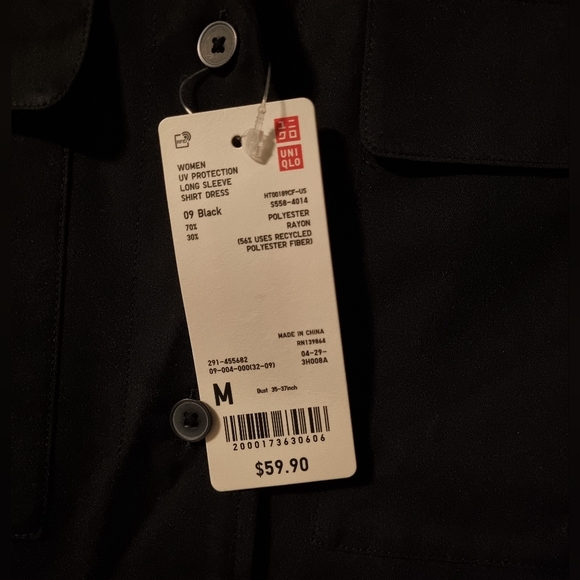 UNI
QLO
WOMEN
UV PROTECTION
LONG SLEEVE
SHIRT DRESS
HT00189CF-US
S558-4014
09 Black
70% POLYESTER
30% RAYON
(56% USES RECYCLED
POLYESTER FIBER)
MADE IN CHINA
RN139864
291-455682 04-29-
09-004-000(32-09) 3H008A
M Bust 35-37inch
2000173630606
$59.90